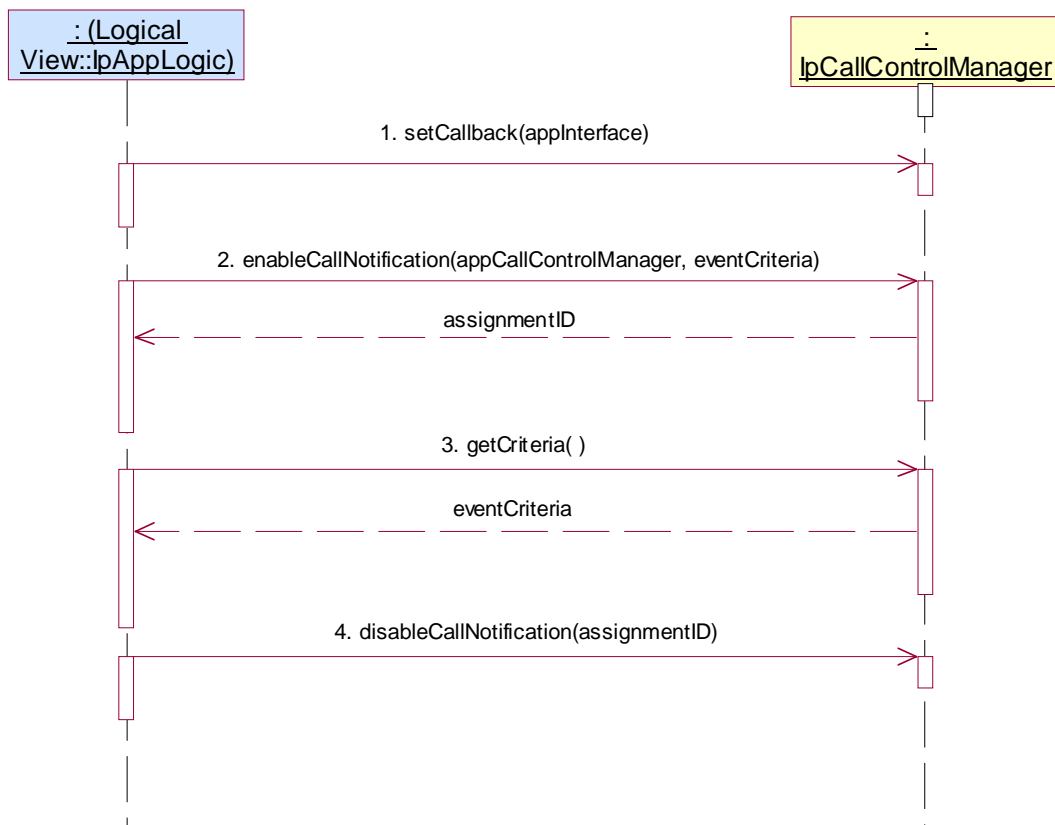 : (Logical
View::IpAppLogic)
:
IpCallControlManager
1. setCallback(appInterface)
2. enableCallNotification(appCallControlManager, eventCriteria)
assignmentID
3. getCriteria( )
eventCriteria
4. disableCallNotification(assignmentID)